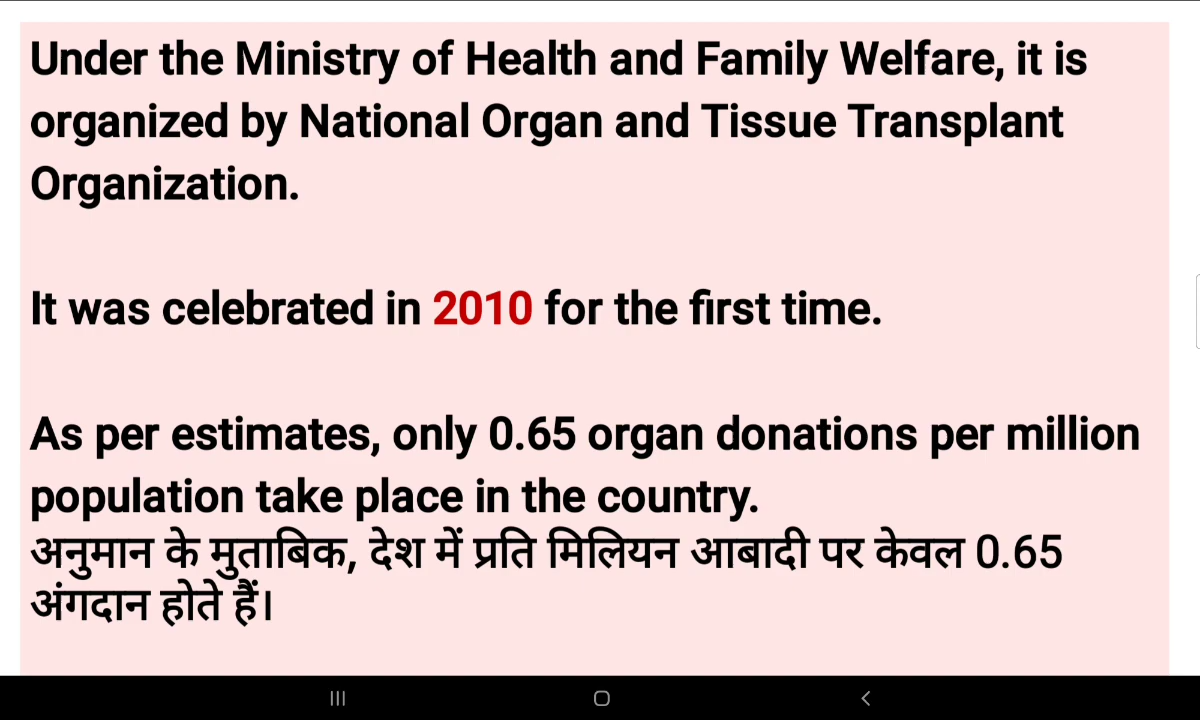 Under the Ministry of Health and Family Welfare, it is
organized by National Organ and Tissue Transplant
Organization.
It was celebrated in 2010 for the first time.
As per estimates, only 0.65 organ donations per million
population take place in the country.
अनुमान के मुताबिक, देश में प्रति मिलियन आबादी पर केवल 0.65
अंगदान होते हैं।